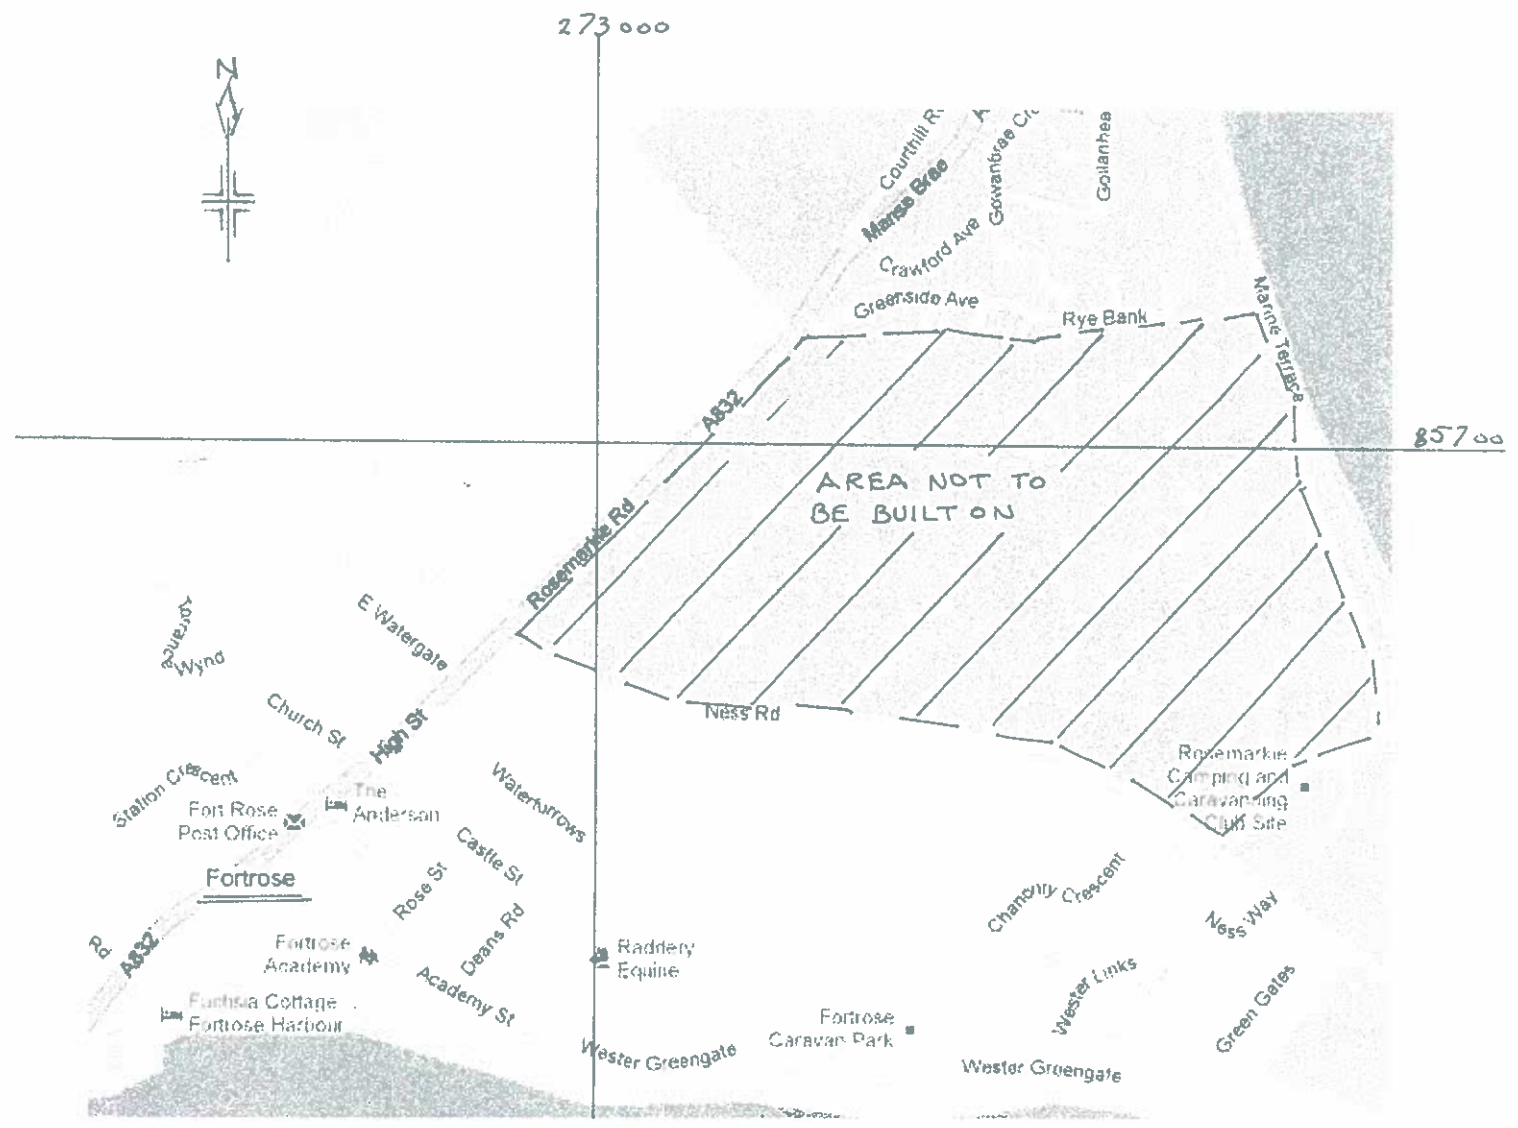 273000
N
Courthill R
Manse Brae
Gowanbrae Cr
Gollanhea
Crawford Ave
Greenside Ave
Rye Bank
Marine Terrace
A832
85700
AREA NOT TO
BE BUILT ON
Rosemarkie Rd
E Watergate
Wynd
Church St
High St
Ness Rd
Station Crescent
Fort Rose
Post Office
The
Anderson
Waterfurrows
Rosemarkie
Camping and
Caravanning
Club Site
Castle St
Fortrose
Rose St
Deans Rd
Chanonry Crescent
Ness Way
Rd
A832
Fortrose
Academy
Academy St
Raddery
Equine
Wester Links
Green Gates
Fuchsia Cottage
Fortrose Harbour
Fortrose
Caravan Park
Wester Greengate
Wester Greengate